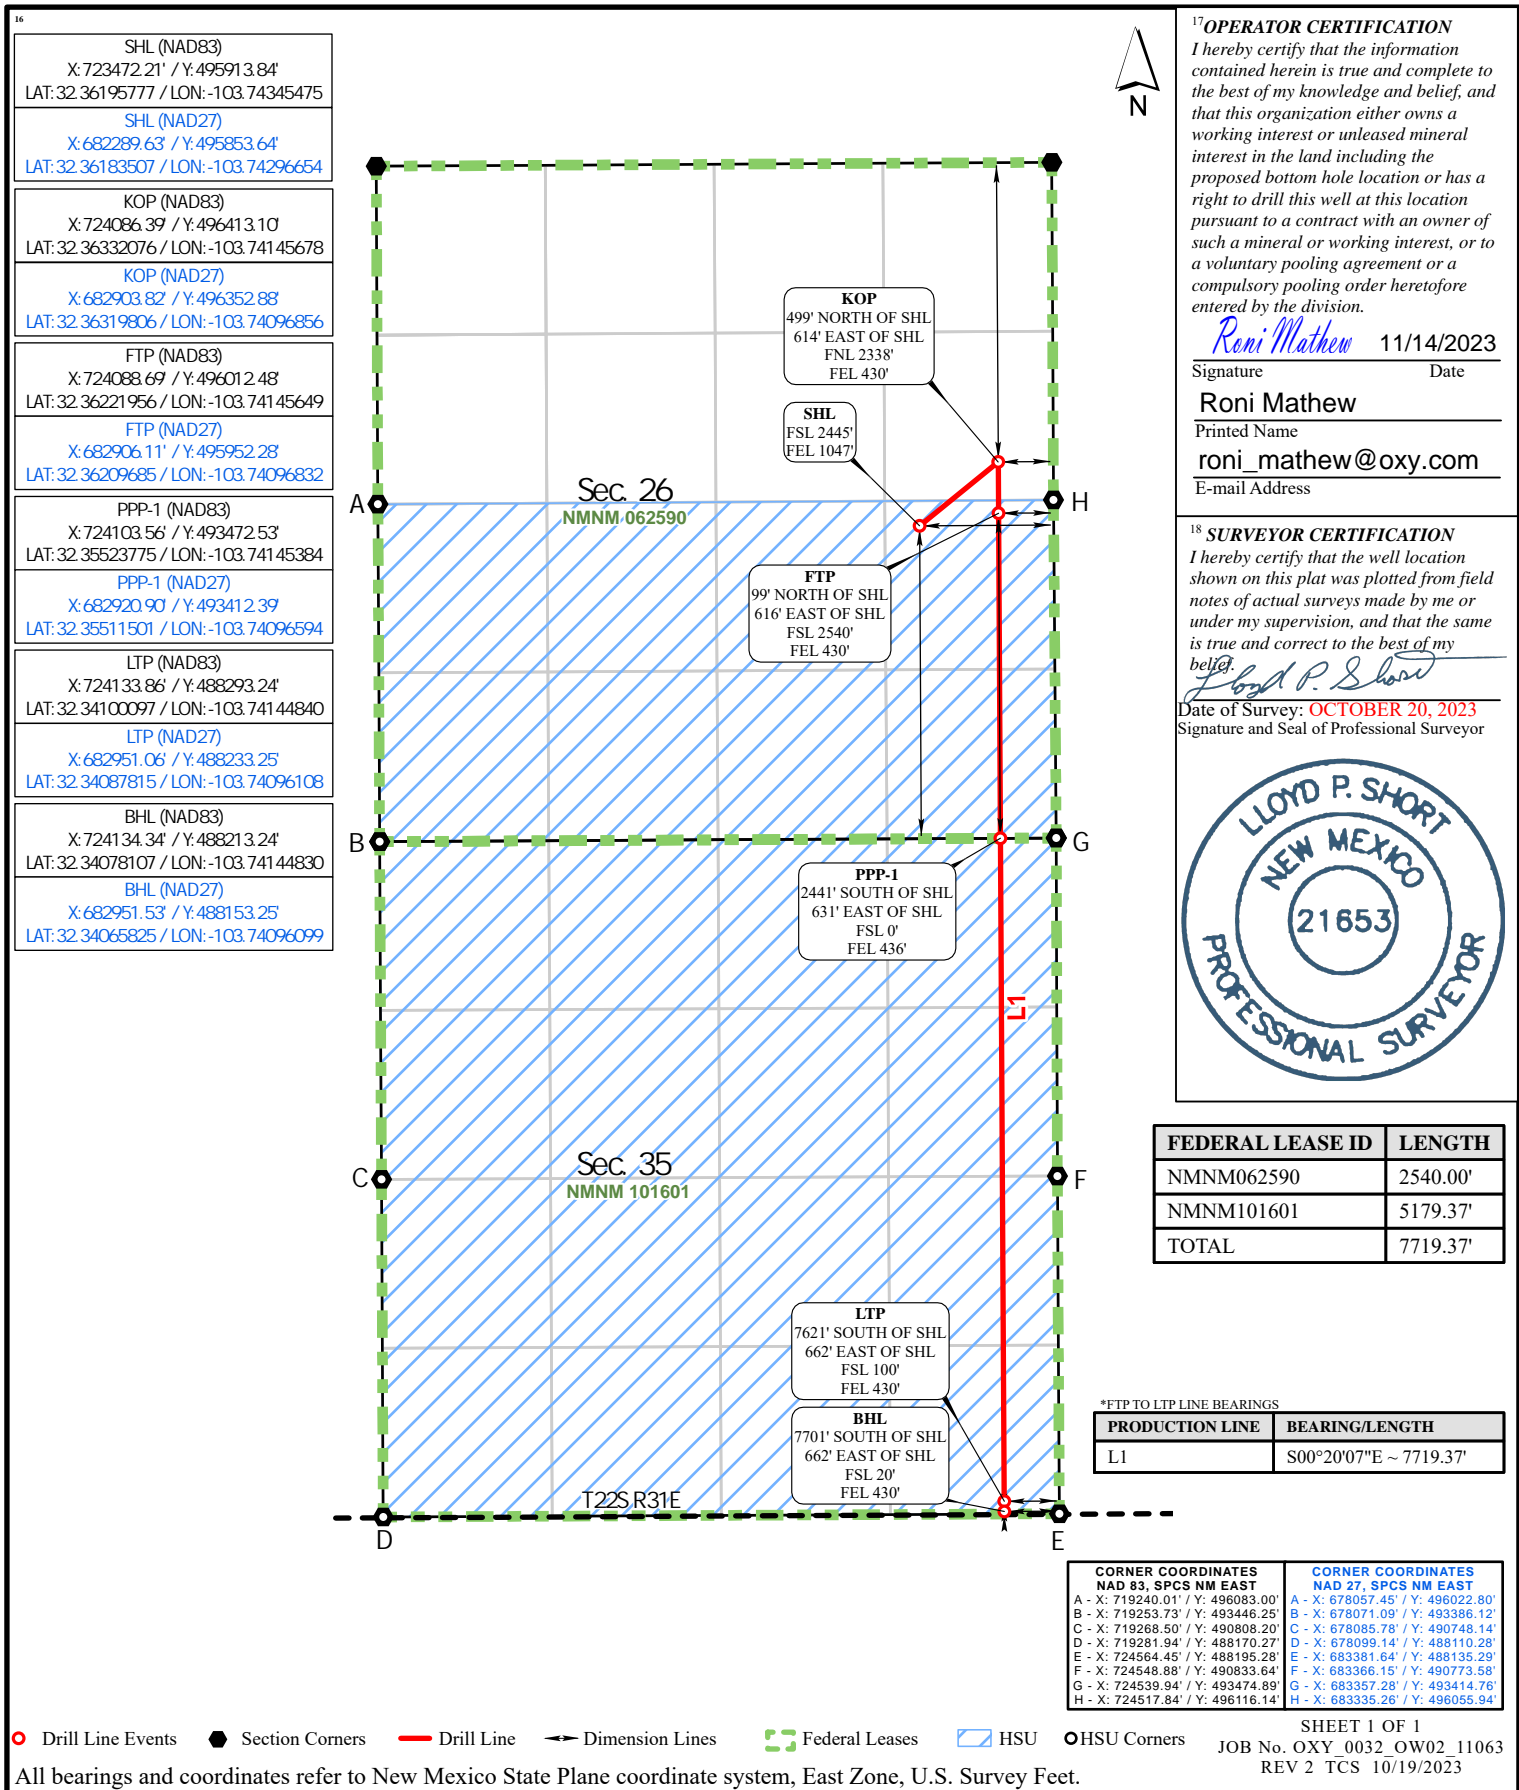 16
SHL (NAD83)
X:723472.21' / Y:495913.84'
LAT:32.36195777 / LON:-103.74345475
SHL (NAD27)
X:682289.63' / Y:495853.64'
LAT:32.36183507 / LON:-103.74296654
KOP (NAD83)
X:724086.39' / Y:496413.10'
LAT:32.36332076 / LON:-103.74145678
KOP (NAD27)
X:682903.82' / Y:496352.88'
LAT:32.36319806 / LON:-103.74096856
FTP (NAD83)
X:724088.69' / Y:496012.48'
LAT:32.36221956 / LON:-103.74145649
FTP (NAD27)
X:682906.11' / Y:495952.28'
LAT:32.36209685 / LON:-103.74096832
PPP-1 (NAD83)
X:724103.56' / Y:493472.53'
LAT:32.35523775 / LON:-103.74145384
PPP-1 (NAD27)
X:682920.90' / Y:493412.39'
LAT:32.35511501 / LON:-103.74096594
LTP (NAD83)
X:724133.86' / Y:488293.24'
LAT:32.34100097 / LON:-103.74144840
LTP (NAD27)
X:682951.06' / Y:488233.25'
LAT:32.34087815 / LON:-103.74096108
BHL (NAD83)
X:724134.34' / Y:488213.24'
LAT:32.34078107 / LON:-103.74144830
BHL (NAD27)
X:682951.53' / Y:488153.25'
LAT:32.34065825 / LON:-103.74096099
N
KOP
499' NORTH OF SHL
614' EAST OF SHL
FNL 2338'
FEL 430'
SHL
FSL 2445'
FEL 1047'
A
Sec. 26
NMNM 062590
H
FTP
99' NORTH OF SHL
616' EAST OF SHL
FSL 2540'
FEL 430'
B
G
PPP-1
2441' SOUTH OF SHL
631' EAST OF SHL
FSL 0'
FEL 436'
L1
C
Sec. 35
NMNM 101601
F
LTP
7621' SOUTH OF SHL
662' EAST OF SHL
FSL 100'
FEL 430'
BHL
7701' SOUTH OF SHL
662' EAST OF SHL
FSL 20'
FEL 430'
T22S R31E
D
E
17 OPERATOR CERTIFICATION
I hereby certify that the information
contained herein is true and complete to
the best of my knowledge and belief, and
that this organization either owns a
working interest or unleased mineral
interest in the land including the
proposed bottom hole location or has a
right to drill this well at this location
pursuant to a contract with an owner of
such a mineral or working interest, or to
a voluntary pooling agreement or a
compulsory pooling order heretofore
entered by the division.
Roni Mathew 11/14/2023
Signature Date
Roni Mathew
Printed Name
roni_mathew@oxy.com
E-mail Address
18 SURVEYOR CERTIFICATION
I hereby certify that the well location
shown on this plat was plotted from field
notes of actual surveys made by me or
under my supervision, and that the same
is true and correct to the best of my
belief.
Lloyd P. Short
Date of Survey: OCTOBER 20, 2023
Signature and Seal of Professional Surveyor
LLOYD P. SHORT
NEW MEXICO
21653
PROFESSIONAL SURVEYOR
FEDERAL LEASE ID LENGTH
NMNM062590 2540.00'
NMNM101601 5179.37'
TOTAL 7719.37'
*FTP TO LTP LINE BEARINGS
PRODUCTION LINE BEARING/LENGTH
L1 S00°20'07"E ~ 7719.37'
CORNER COORDINATES
NAD 83, SPCS NM EAST
A - X: 719240.01' / Y: 496083.00'
B - X: 719253.73' / Y: 493446.25'
C - X: 719268.50' / Y: 490808.20'
D - X: 719281.94' / Y: 488170.27'
E - X: 724564.45' / Y: 488195.28'
F - X: 724548.88' / Y: 490833.64'
G - X: 724539.94' / Y: 493474.89'
H - X: 724517.84' / Y: 496116.14'
CORNER COORDINATES
NAD 27, SPCS NM EAST
A - X: 678057.45' / Y: 496022.80'
B - X: 678071.09' / Y: 493386.12'
C - X: 678085.78' / Y: 490748.14'
D - X: 678099.14' / Y: 488110.28'
E - X: 683381.64' / Y: 488135.29'
F - X: 683366.15' / Y: 490773.58'
G - X: 683357.28' / Y: 493414.76'
H - X: 683335.26' / Y: 496055.94'
Drill Line Events Section Corners Drill Line Dimension Lines Federal Leases HSU HSU Corners
SHEET 1 OF 1
JOB No. OXY_0032_OW02_11063
REV 2 TCS 10/19/2023
All bearings and coordinates refer to New Mexico State Plane coordinate system, East Zone, U.S. Survey Feet.